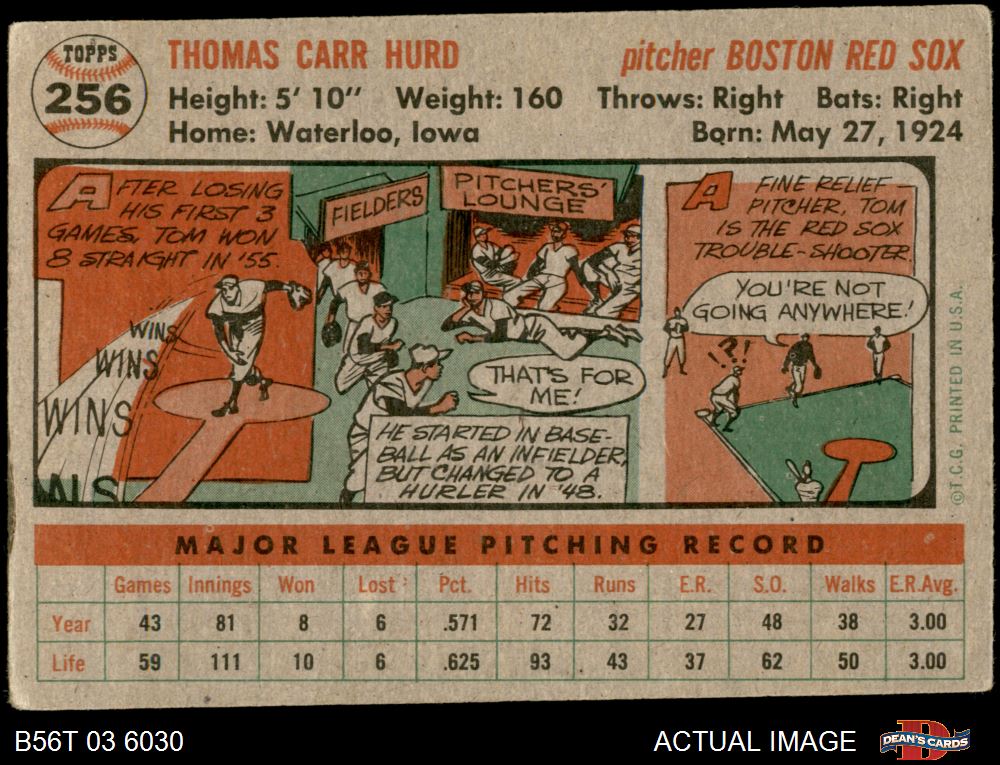 TOPPS
256
THOMAS CARR HURD
pitcher BOSTON RED SOX
Height: 5' 10" Weight: 160 Throws: Right Bats: Right
Home: Waterloo, Iowa Born: May 27, 1924
AFTER LOSING
HIS FIRST 3
GAMES, TOM WON
8 STRAIGHT IN '55.
WINS
WINS
WINS
FIELDERS
PITCHERS'
LOUNGE
THAT'S FOR
ME!
HE STARTED IN BASE-
BALL AS AN INFIELDER,
BUT CHANGED TO A
HURLER IN '48.
A FINE RELIEF
PITCHER, TOM
IS THE RED SOX
TROUBLE-SHOOTER.
YOU'RE NOT
GOING ANYWHERE!
!?!
©T.C.G. PRINTED IN U.S.A.
MAJOR LEAGUE PITCHING RECORD
Games Innings Won Lost Pct. Hits Runs E.R. S.O. Walks E.R.Avg.
Year 43 81 8 6 .571 72 32 27 48 38 3.00
Life 59 111 10 6 .625 93 43 37 62 50 3.00
B56T 03 6030
ACTUAL IMAGE
DEAN'S CARDS